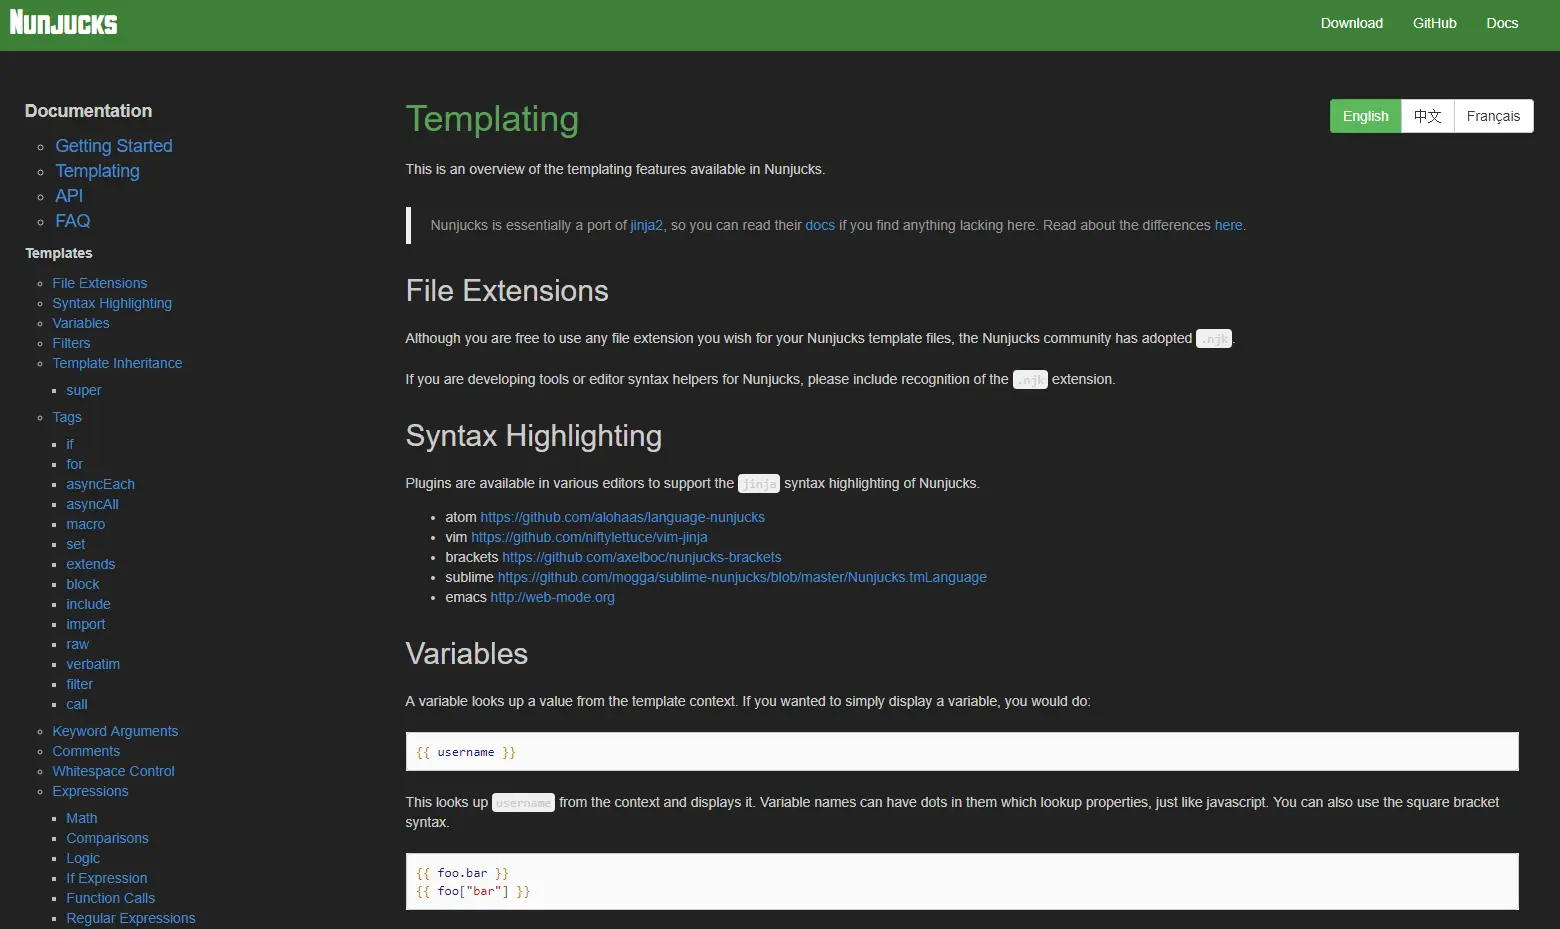 NUNJUCKS
Download GitHub Docs
Documentation
Getting Started
Templating
API
FAQ
Templates
File Extensions
Syntax Highlighting
Variables
Filters
Template Inheritance
super
Tags
if
for
asyncEach
asyncAll
macro
set
extends
block
include
import
raw
verbatim
filter
call
Keyword Arguments
Comments
Whitespace Control
Expressions
Math
Comparisons
Logic
If Expression
Function Calls
Regular Expressions
Templating
English 中文 Français
This is an overview of the templating features available in Nunjucks.
Nunjucks is essentially a port of jinja2, so you can read their docs if you find anything lacking here. Read about the differences here.
File Extensions
Although you are free to use any file extension you wish for your Nunjucks template files, the Nunjucks community has adopted .njk.
If you are developing tools or editor syntax helpers for Nunjucks, please include recognition of the .njk extension.
Syntax Highlighting
Plugins are available in various editors to support the jinja syntax highlighting of Nunjucks.
atom https://github.com/alohaas/language-nunjucks
vim https://github.com/niftylettuce/vim-jinja
brackets https://github.com/axelboc/nunjucks-brackets
sublime https://github.com/mogga/sublime-nunjucks/blob/master/Nunjucks.tmLanguage
emacs http://web-mode.org
Variables
A variable looks up a value from the template context. If you wanted to simply display a variable, you would do:
{{ username }}
This looks up username from the context and displays it. Variable names can have dots in them which lookup properties, just like javascript. You can also use the square bracket
syntax.
{{ foo.bar }}
{{ foo["bar"] }}